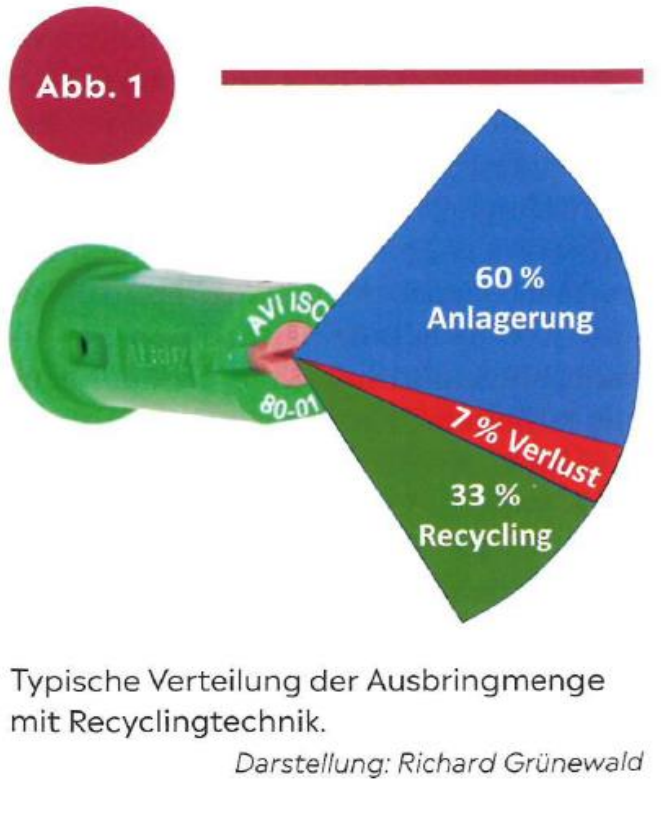 Abb. 1
60 %
Anlagerung
AVI ISO
80-01
7 % Verlust
33 %
Recycling
Typische Verteilung der Ausbringmenge
mit Recyclingtechnik.
Darstellung: Richard Grünewald